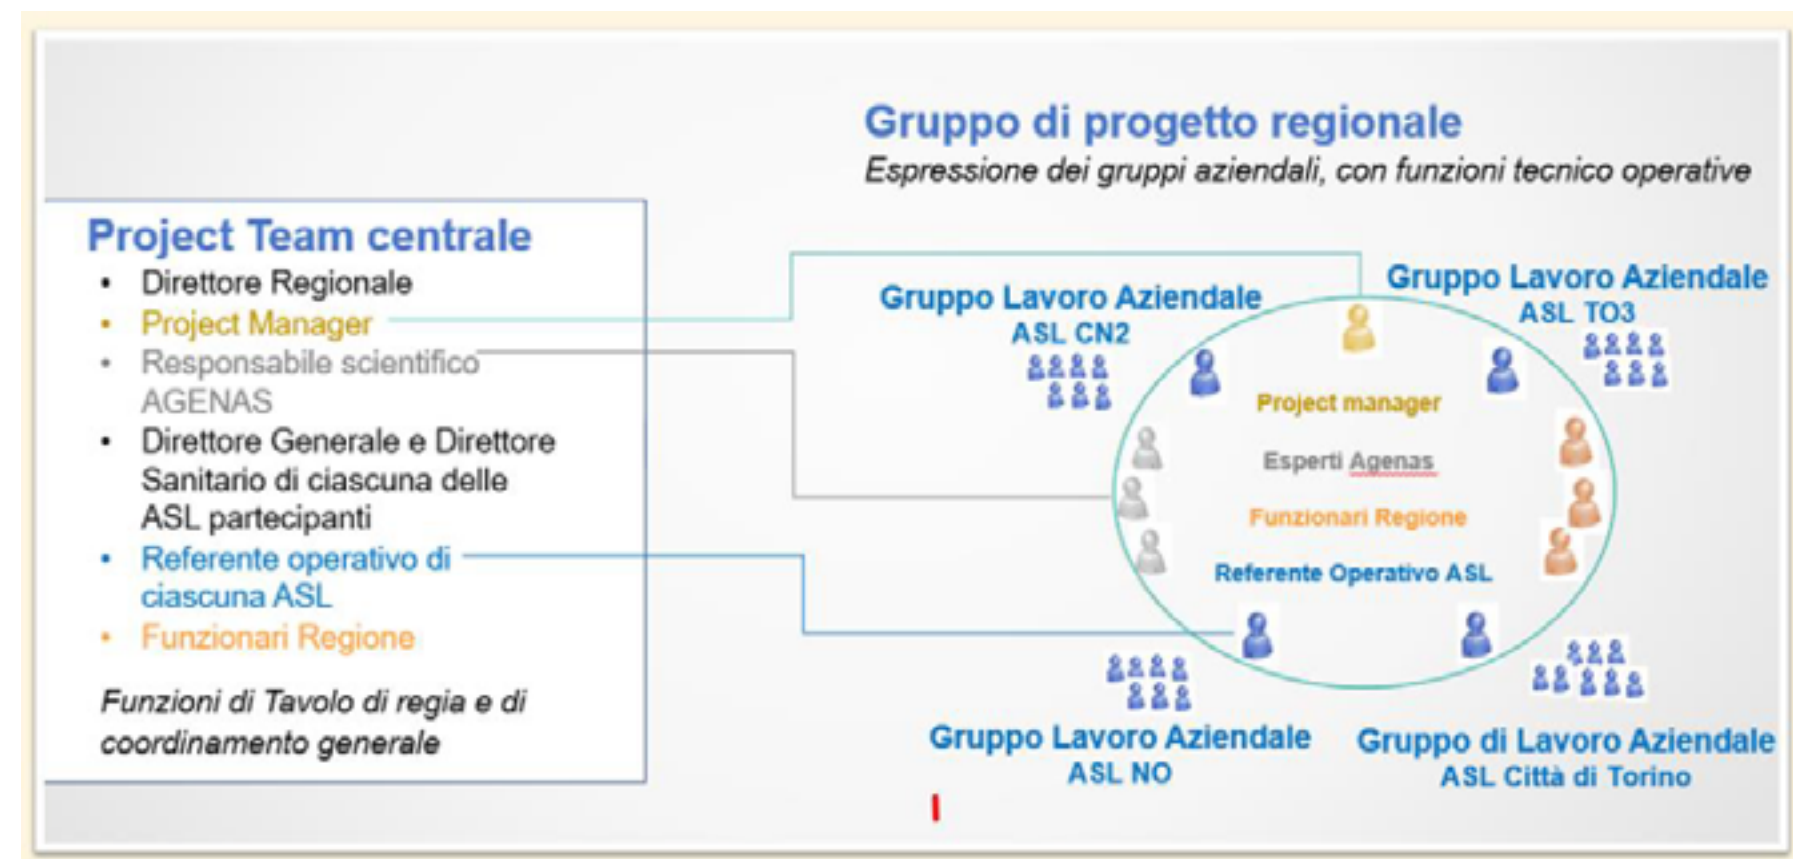 Gruppo di progetto regionale
Espressione dei gruppi aziendali, con funzioni tecnico operative
Project Team centrale
• Direttore Regionale
• Project Manager
• Responsabile scientifico
AGENAS
• Direttore Generale e Direttore
Sanitario di ciascuna delle
ASL partecipanti
• Referente operativo di
ciascuna ASL
• Funzionari Regione
Funzioni di Tavolo di regia e di
coordinamento generale
Gruppo Lavoro Aziendale
ASL CN2
Gruppo Lavoro Aziendale
ASL TO3
Project manager
Esperti Agenas
Funzionari Regione
Referente Operativo ASL
Gruppo Lavoro Aziendale
ASL NO
Gruppo di Lavoro Aziendale
ASL Città di Torino